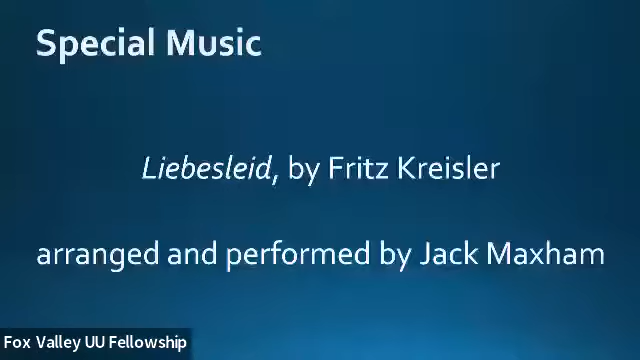 Special Music
Liebesleid, by Fritz Kreisler
arranged and performed by Jack Maxham
Fox Valley UU Fellowship